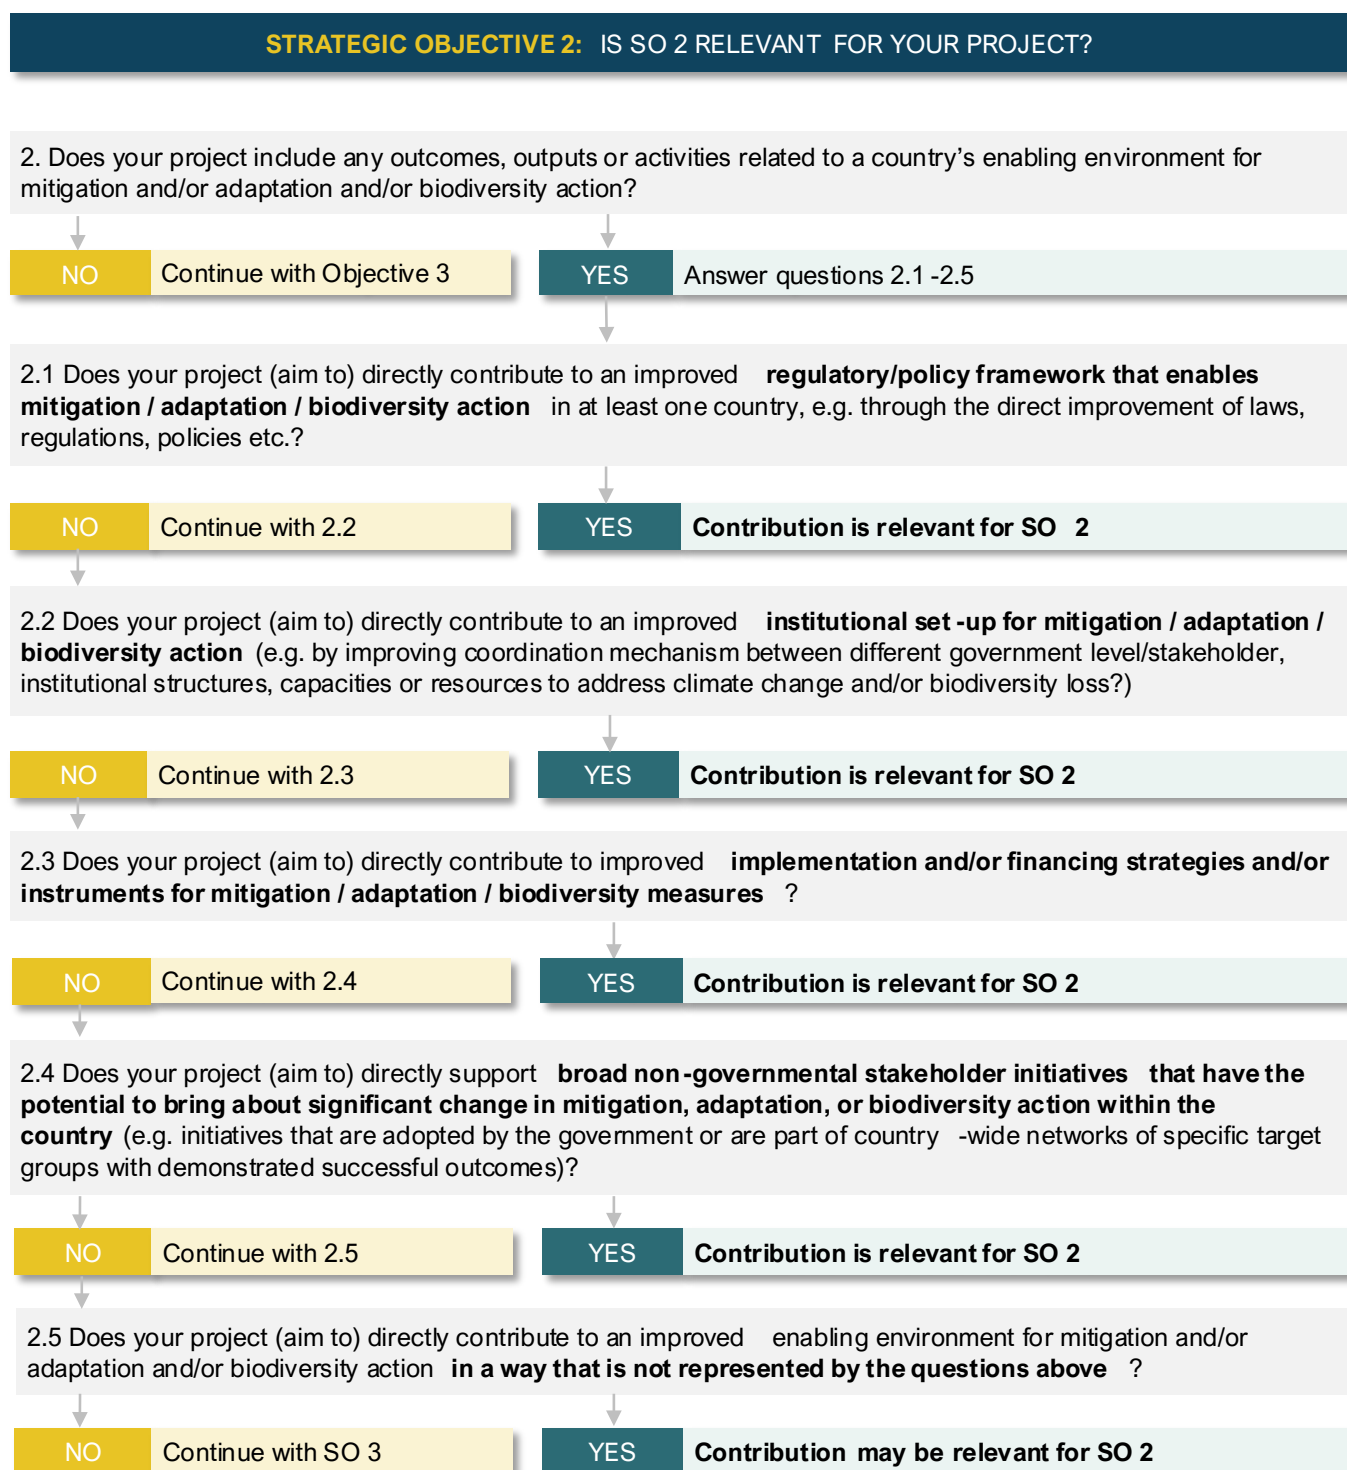 STRATEGIC OBJECTIVE 2: IS SO 2 RELEVANT FOR YOUR PROJECT?
2. Does your project include any outcomes, outputs or activities related to a country’s enabling environment for
mitigation and/or adaptation and/or biodiversity action?
NO Continue with Objective 3 YES Answer questions 2.1 -2.5
2.1 Does your project (aim to) directly contribute to an improved regulatory/policy framework that enables
mitigation / adaptation / biodiversity action in at least one country, e.g. through the direct improvement of laws,
regulations, policies etc.?
NO Continue with 2.2 YES Contribution is relevant for SO 2
2.2 Does your project (aim to) directly contribute to an improved institutional set -up for mitigation / adaptation /
biodiversity action (e.g. by improving coordination mechanism between different government level/stakeholder,
institutional structures, capacities or resources to address climate change and/or biodiversity loss?)
NO Continue with 2.3 YES Contribution is relevant for SO 2
2.3 Does your project (aim to) directly contribute to improved implementation and/or financing strategies and/or
instruments for mitigation / adaptation / biodiversity measures ?
NO Continue with 2.4 YES Contribution is relevant for SO 2
2.4 Does your project (aim to) directly support broad non -governmental stakeholder initiatives that have the
potential to bring about significant change in mitigation, adaptation, or biodiversity action within the
country (e.g. initiatives that are adopted by the government or are part of country -wide networks of specific target
groups with demonstrated successful outcomes)?
NO Continue with 2.5 YES Contribution is relevant for SO 2
2.5 Does your project (aim to) directly contribute to an improved enabling environment for mitigation and/or
adaptation and/or biodiversity action in a way that is not represented by the questions above ?
NO Continue with SO 3 YES Contribution may be relevant for SO 2